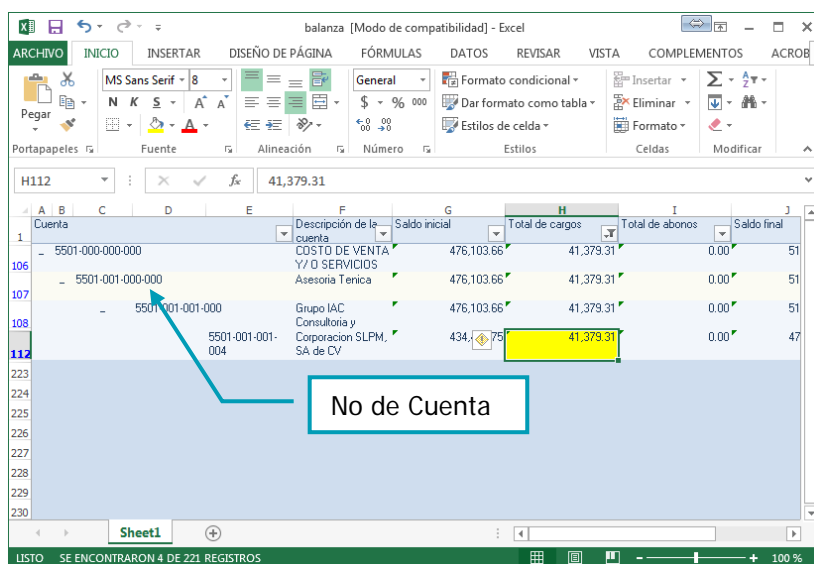 balanza [Modo de compatibilidad] - Excel
ARCHIVO INICIO INSERTAR DISEÑO DE PÁGINA FÓRMULAS DATOS REVISAR VISTA COMPLEMENTOS ACROB
Pegar
MS Sans Serif 8
N K S A A
General
$ % 000
Formato condicional
Dar formato como tabla
Estilos de celda
Insertar
Eliminar
Formato
Portapapeles Fuente Alineación Número Estilos Celdas Modificar
H112 fx 41,379.31
A B C D E F G H I J
1 Cuenta Descripción de la cuenta Saldo inicial Total de cargos Total de abonos Saldo final
106 - 5501-000-000-000 COSTO DE VENTA Y/O SERVICIOS 476,103.66 41,379.31 0.00 51
107 - 5501-001-000-000 Asesoria Tenica 476,103.66 41,379.31 0.00 51
108 - 5501-001-001-000 Grupo IAC Consultoria y 476,103.66 41,379.31 0.00 51
112 5501-001-001-004 Corporacion SLPM, SA de CV 434, 75 41,379.31 0.00 47
223
224
225
226
227
228
229
230
No de Cuenta
Sheet1
LISTO SE ENCONTRARON 4 DE 221 REGISTROS 100 %